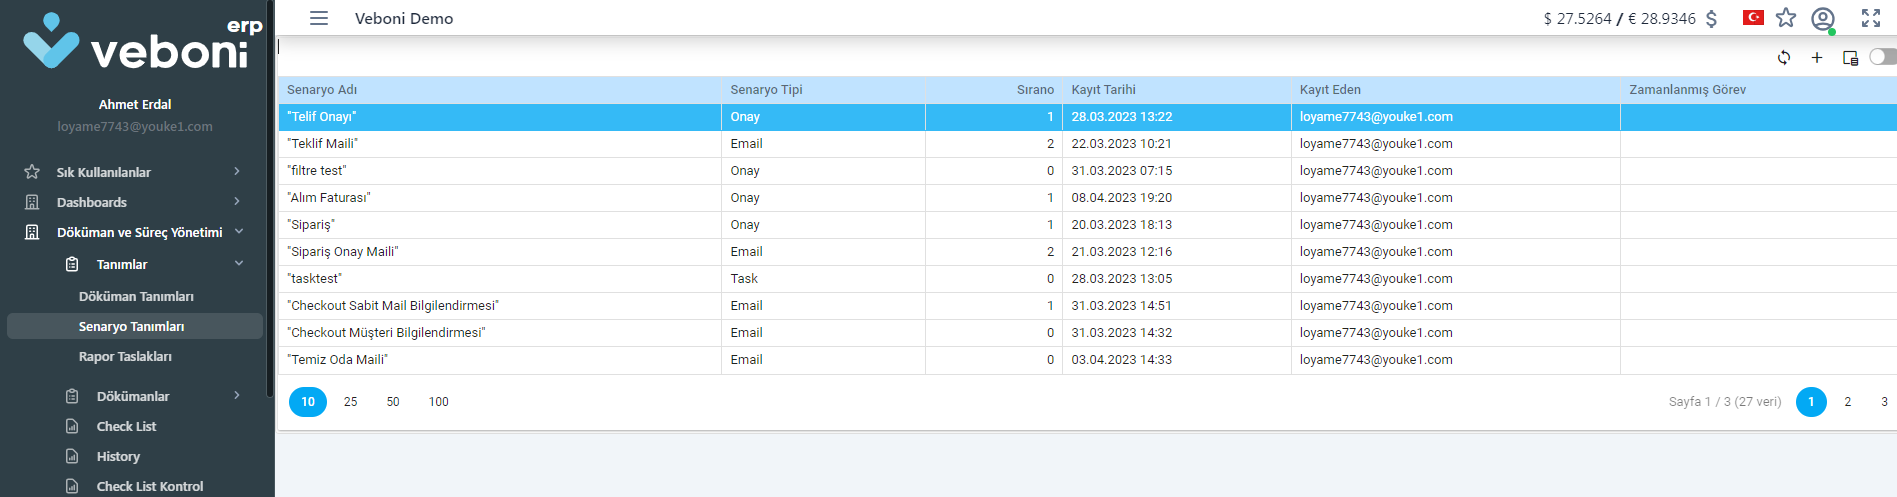 erp
veboni
Ahmet Erdal
loyame7743@youke1.com
Sık Kullanılanlar
Dashboards
Döküman ve Süreç Yönetimi
Tanımlar
Döküman Tanımları
Senaryo Tanımları
Rapor Taslakları
Dökümanlar
Check List
History
Check List Kontrol
Veboni Demo
$ 27.5264 / € 28.9346 $
Senaryo Adı Senaryo Tipi Sırano Kayıt Tarihi Kayıt Eden Zamanlanmış Görev
"Telif Onayı" Onay 1 28.03.2023 13:22 loyame7743@youke1.com
"Teklif Maili" Email 2 22.03.2023 10:21 loyame7743@youke1.com
"filtre test" Onay 0 31.03.2023 07:15 loyame7743@youke1.com
"Alım Faturası" Onay 1 08.04.2023 19:20 loyame7743@youke1.com
"Sipariş" Onay 1 20.03.2023 18:13 loyame7743@youke1.com
"Sipariş Onay Maili" Email 2 21.03.2023 12:16 loyame7743@youke1.com
"tasktest" Task 0 28.03.2023 13:05 loyame7743@youke1.com
"Checkout Sabit Mail Bilgilendirmesi" Email 1 31.03.2023 14:51 loyame7743@youke1.com
"Checkout Müşteri Bilgilendirmesi" Email 0 31.03.2023 14:32 loyame7743@youke1.com
"Temiz Oda Maili" Email 0 03.04.2023 14:33 loyame7743@youke1.com
10 25 50 100 Sayfa 1 / 3 (27 veri) 1 2 3